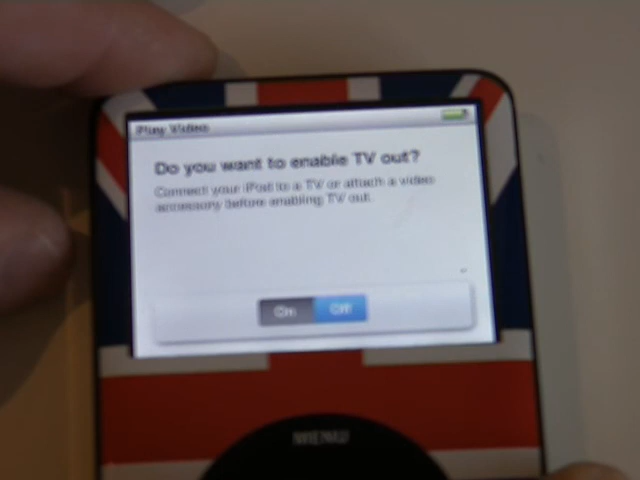 Play Video
Do you want to enable TV out?
Connect your iPod to a TV or attach a video
accessory before enabling TV out.
On Off
MENU